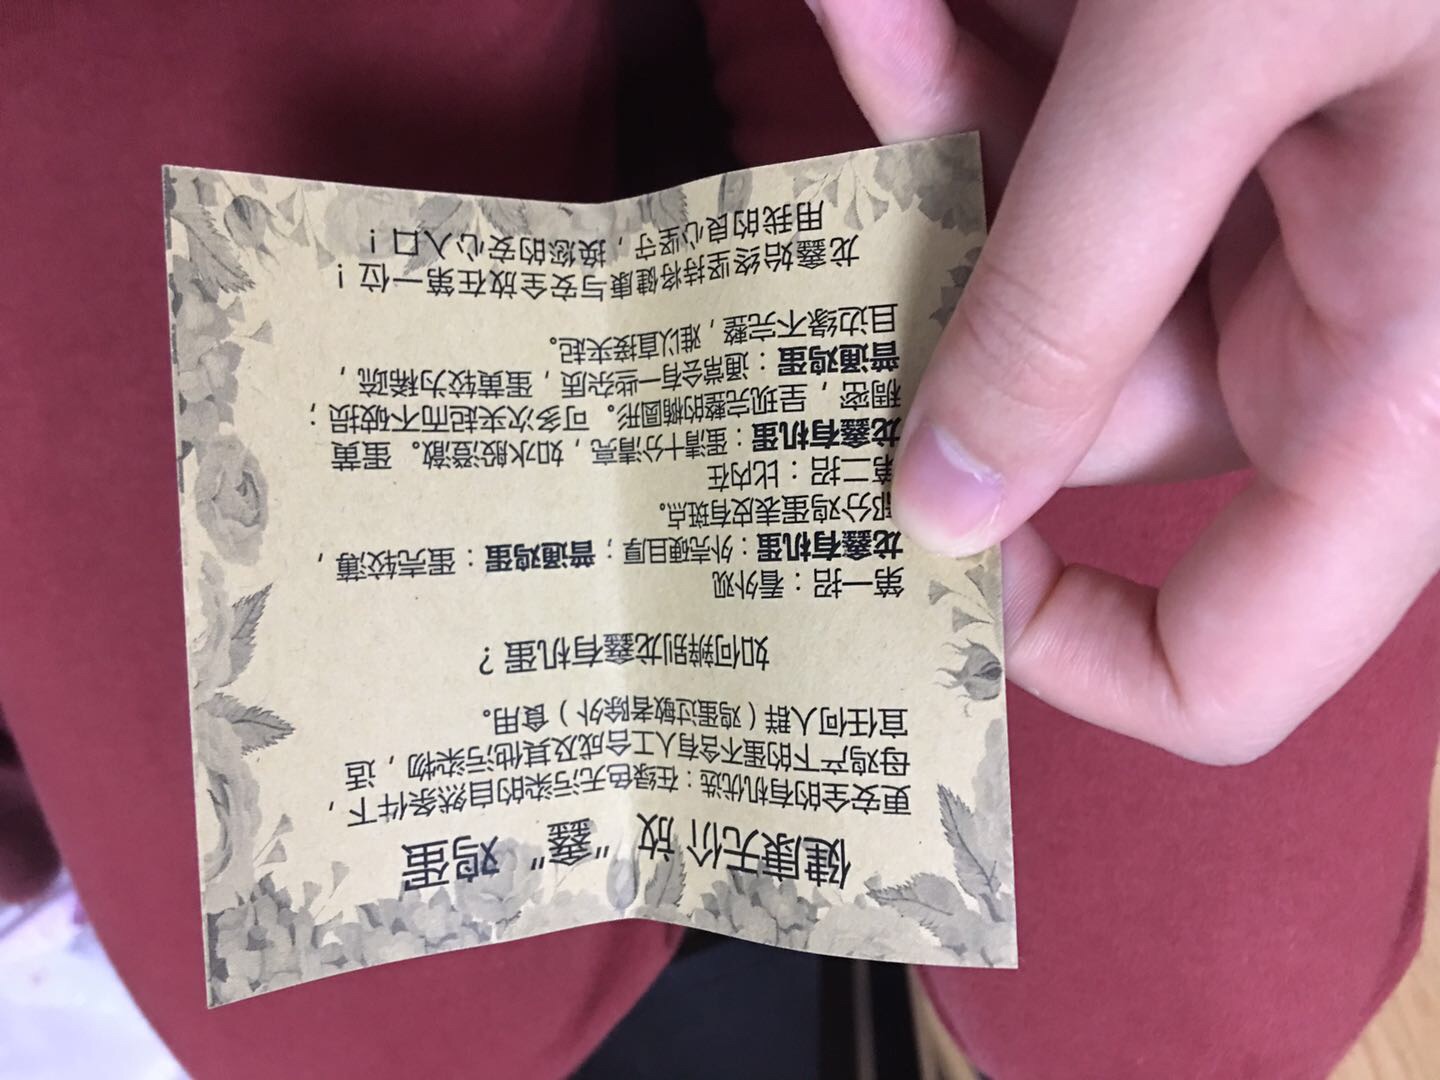 健康无价 放“鑫”鸡蛋
更安全的有机优选：在绿色无污染的自然条件下，
母鸡产下的蛋不含有人工合成及其他污染物，适
宜任何人群（鸡蛋过敏者除外）食用。
如何辨别龙鑫有机蛋？
第一招：看外观
龙鑫有机蛋：外壳硬且厚；普通鸡蛋：蛋壳较薄，
部分鸡蛋表皮有斑点。
第二招：比内在
龙鑫有机蛋：蛋清十分清亮，如水般澄澈。蛋黄
稠密，呈现完整的椭圆形。可多次夹起而不破损；
普通鸡蛋：通常会有一些杂质，蛋黄较为稀疏，
且边缘不完整，难以直接夹起。
龙鑫始终坚持将健康与安全放在第一位！
用我的良心坚守，换您的安心入口！